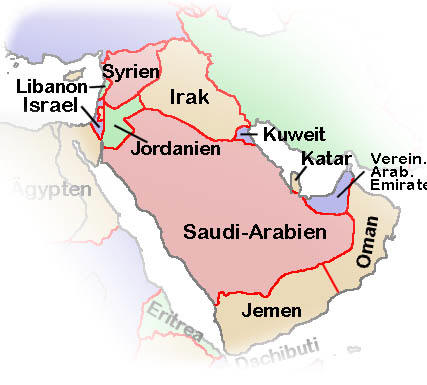 Syrien
Libanon
Israel
Irak
Jordanien
Kuweit
Katar
Verein.
Arab.
Emirate
Ägypten
Saudi-Arabien
Oman
Jemen
Eritrea
Dschibuti